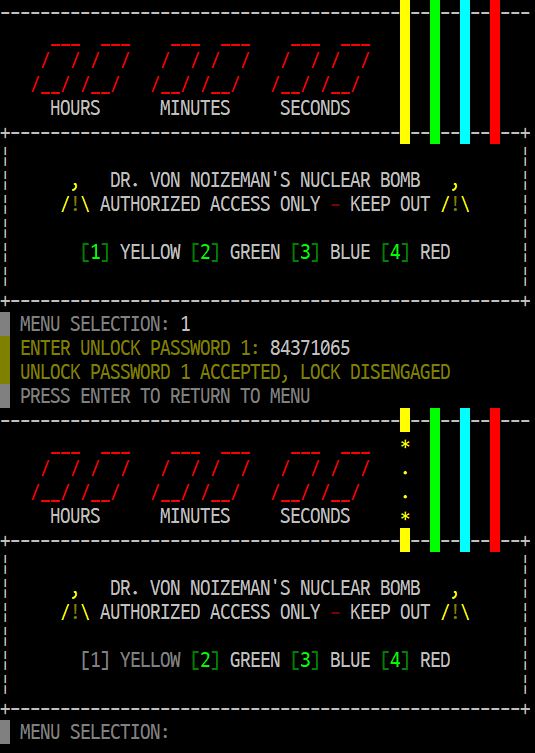 HOURS MINUTES SECONDS
DR. VON NOIZEMAN'S NUCLEAR BOMB
/!\ AUTHORIZED ACCESS ONLY - KEEP OUT /!\
[1] YELLOW [2] GREEN [3] BLUE [4] RED
MENU SELECTION: 1
ENTER UNLOCK PASSWORD 1: 84371065
UNLOCK PASSWORD 1 ACCEPTED, LOCK DISENGAGED
PRESS ENTER TO RETURN TO MENU
HOURS MINUTES SECONDS
DR. VON NOIZEMAN'S NUCLEAR BOMB
/!\ AUTHORIZED ACCESS ONLY - KEEP OUT /!\
[1] YELLOW [2] GREEN [3] BLUE [4] RED
MENU SELECTION: